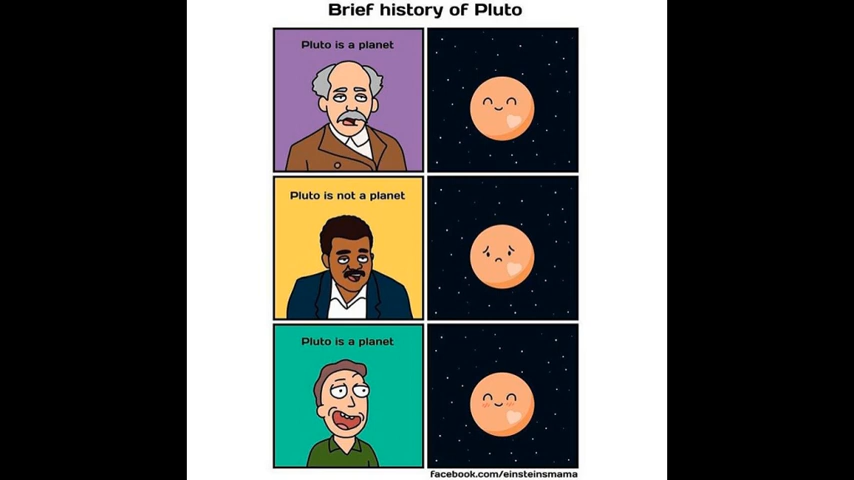 Brief history of Pluto
Pluto is a planet
Pluto is not a planet
Pluto is a planet
facebook.com/einsteinsmama